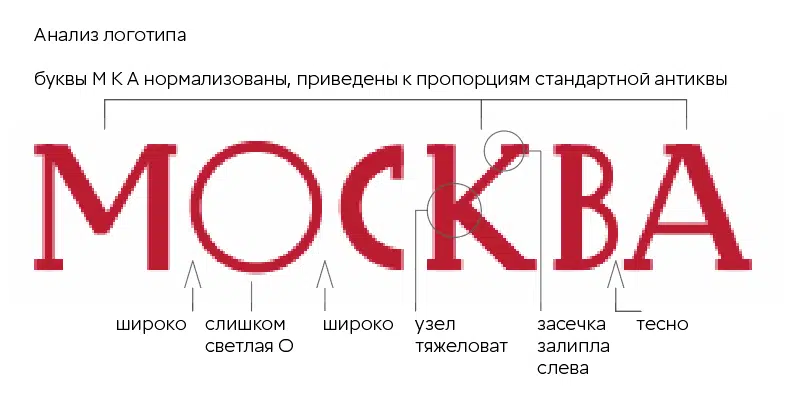 Анализ логотипа
буквы М К А нормализованы, приведены к пропорциям стандартной антиквы
МОСКВА
широко слишком широко узел засечка тесно
светлая О тяжеловат залипла
слева